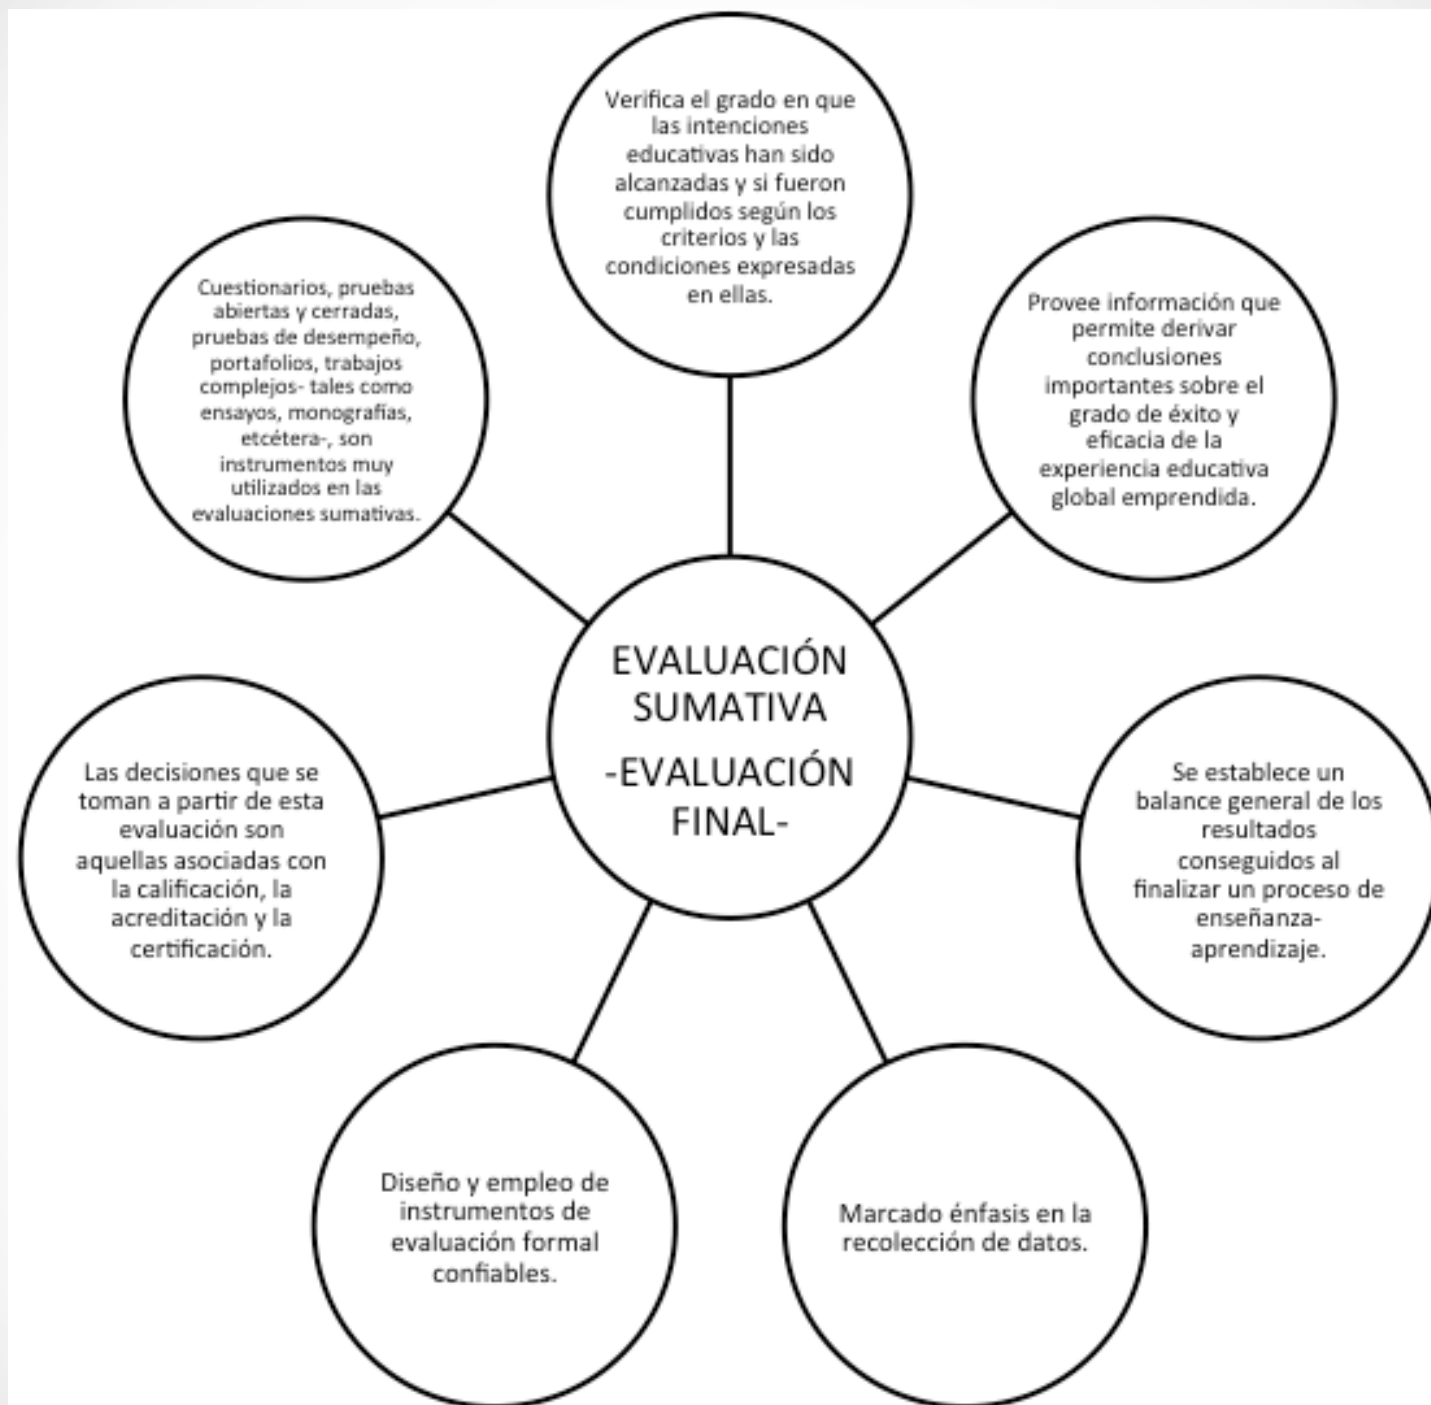 Verifica el grado en que
las intenciones
educativas han sido
alcanzadas y si fueron
cumplidos según los
criterios y las
condiciones expresadas
en ellas.
Provee información que
permite derivar
conclusiones
importantes sobre el
grado de éxito y
eficacia de la
experiencia educativa
global emprendida.
Se establece un
balance general de los
resultados
conseguidos al
finalizar un proceso de
enseñanza-
aprendizaje.
Marcado énfasis en la
recolección de datos.
Diseño y empleo de
instrumentos de
evaluación formal
confiables.
Las decisiones que se
toman a partir de esta
evaluación son
aquellas asociadas con
la calificación, la
acreditación y la
certificación.
Cuestionarios, pruebas
abiertas y cerradas,
pruebas de desempeño,
portafolios, trabajos
complejos- tales como
ensayos, monografías,
etcétera-, son
instrumentos muy
utilizados en las
evaluaciones sumativas.
EVALUACIÓN
SUMATIVA
-EVALUACIÓN
FINAL-